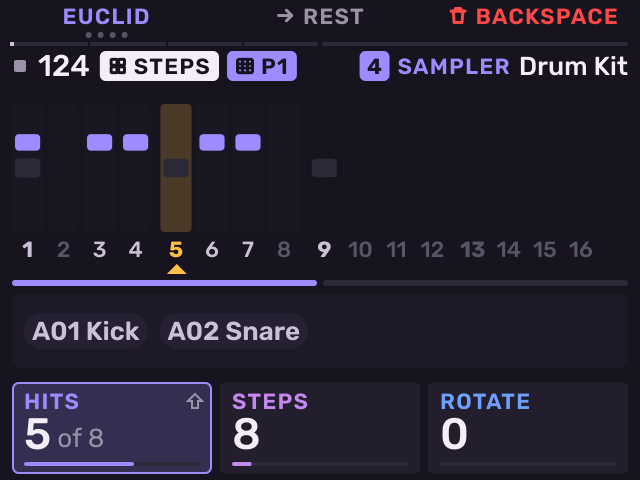 EUCLID → REST BACKSPACE
124 STEPS P1 4 SAMPLER Drum Kit
1 2 3 4 5 6 7 8 9 10 11 12 13 14 15 16
A01 Kick A02 Snare
HITS STEPS ROTATE
5 of 8 8 0